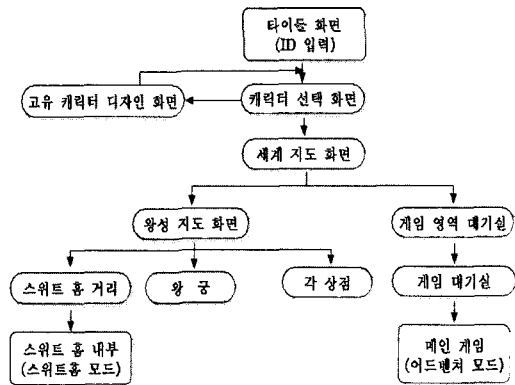 타이틀 화면
(ID 입력)
고유 캐릭터 디자인 화면
캐릭터 선택 화면
세계 지도 화면
왕성 지도 화면
게임 영역 대기실
스위트 홈 거리
왕 궁
각 상점
게임 대기실
스위트 홈 내부
(스위트홈 모드)
메인 게임
(어드벤처 모드)